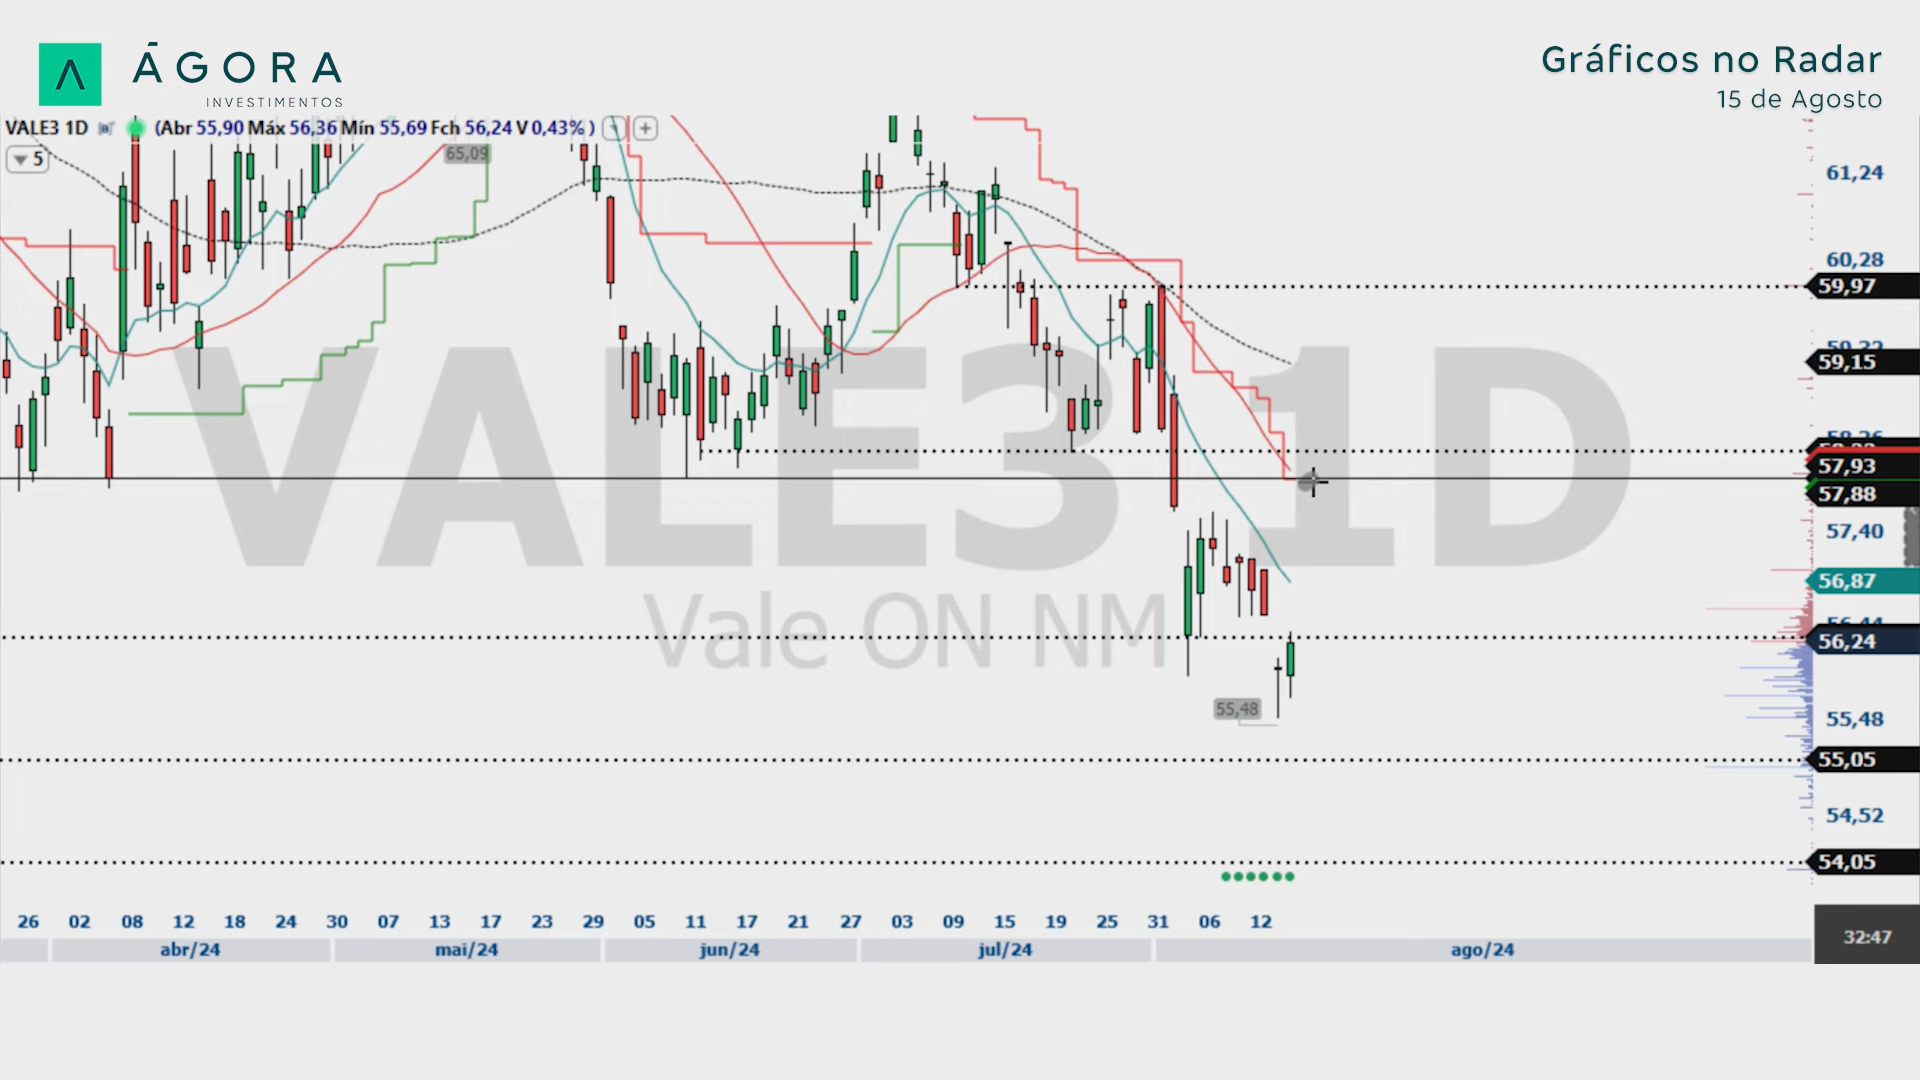 ÁGORA
INVESTIMENTOS
Gráficos no Radar
15 de Agosto
VALE3 1D (Abr 55,90 Máx 56,36 Mín 55,69 Fch 56,24 V 0,43% )
5
65,09
VALE3 1D
Vale ON NM
55,48
61,24
60,28
59,97
59,15
57,93
57,88
57,40
56,87
56,24
55,48
55,05
54,52
54,05
26 02 08 12 18 24 30 07 13 17 23 29 05 11 17 21 27 03 09 15 19 25 31 06 12
abr/24 mai/24 jun/24 jul/24 ago/24
32:47